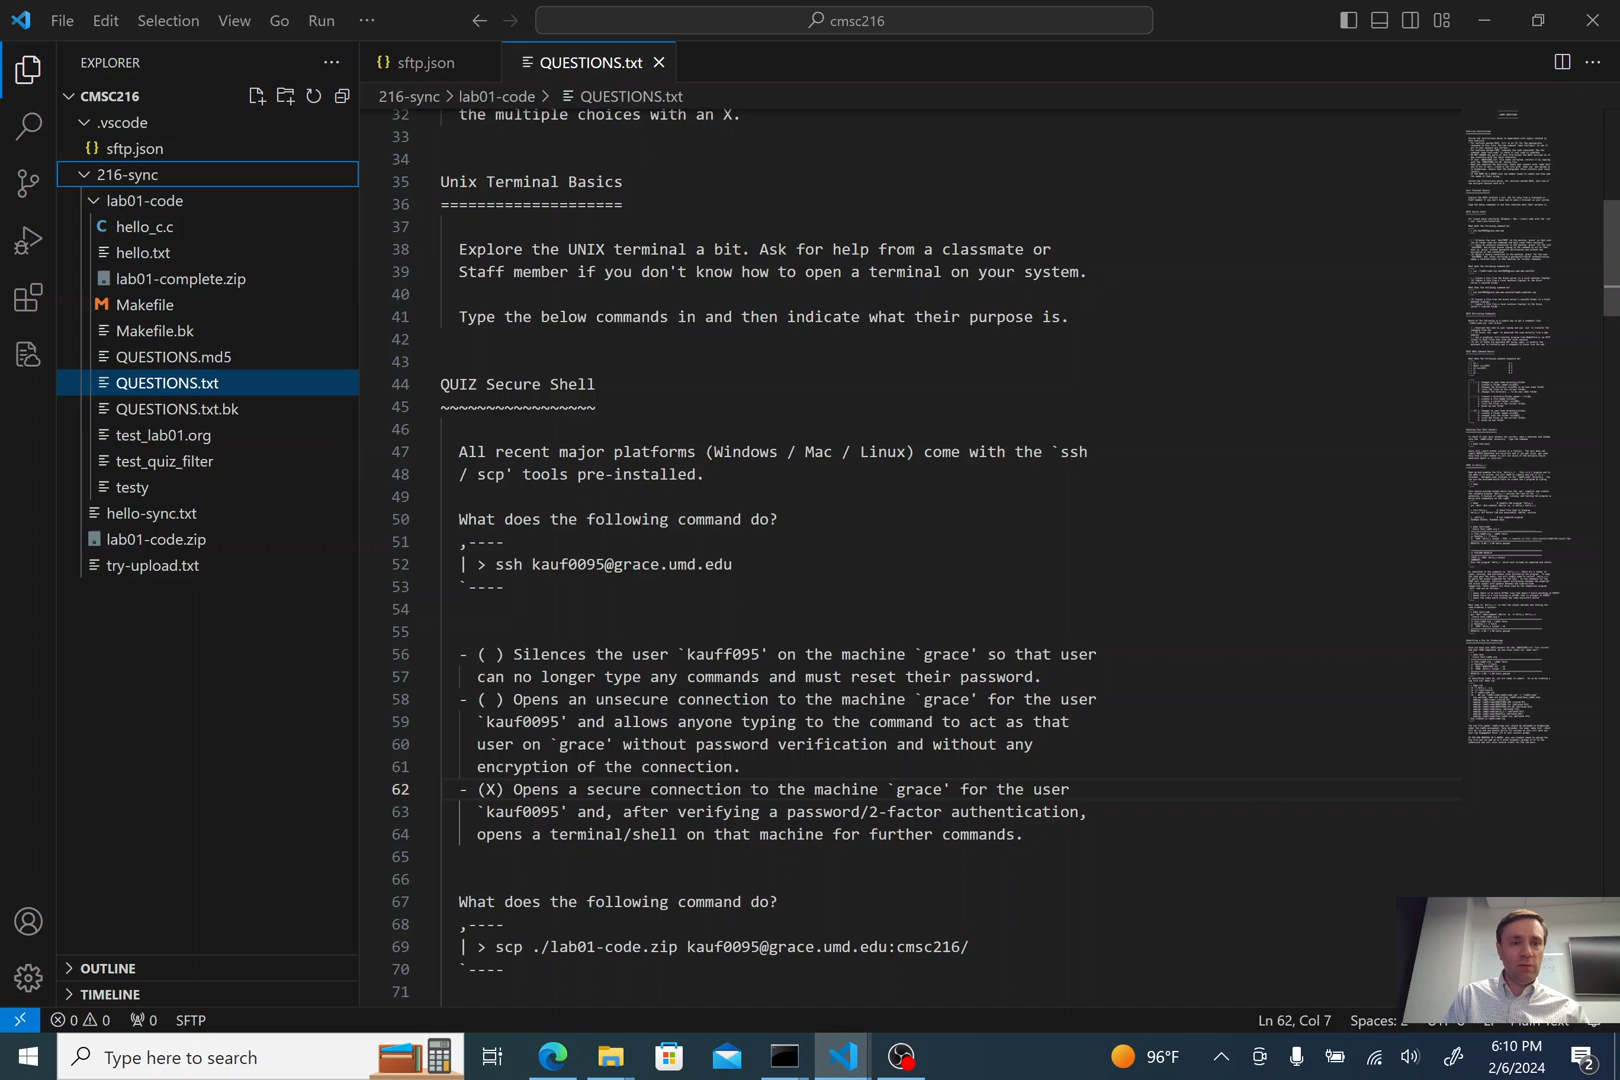 File Edit Selection View Go Run ···
cmsc216
EXPLORER ···
sftp.json
QUESTIONS.txt
CMSC216
216-sync > lab01-code > QUESTIONS.txt
.vscode
sftp.json
216-sync
lab01-code
hello_c.c
hello.txt
lab01-complete.zip
Makefile
Makefile.bk
QUESTIONS.md5
QUESTIONS.txt
QUESTIONS.txt.bk
test_lab01.org
test_quiz_filter
testy
hello-sync.txt
lab01-code.zip
try-upload.txt
OUTLINE
TIMELINE
32 the multiple choices with an X.
33
34
35 Unix Terminal Basics
36 ====================
37
38 Explore the UNIX terminal a bit. Ask for help from a classmate or
39 Staff member if you don't know how to open a terminal on your system.
40
41 Type the below commands in and then indicate what their purpose is.
42
43
44 QUIZ Secure Shell
45 ~~~~~~~~~~~~~~~~~
46
47 All recent major platforms (Windows / Mac / Linux) come with the `ssh
48 / scp' tools pre-installed.
49
50 What does the following command do?
51 ,----
52 | > ssh kauf0095@grace.umd.edu
53 `----
54
55
56 - ( ) Silences the user `kauff095' on the machine `grace' so that user
57 can no longer type any commands and must reset their password.
58 - ( ) Opens an unsecure connection to the machine `grace' for the user
59 `kauf0095' and allows anyone typing to the command to act as that
60 user on `grace' without password verification and without any
61 encryption of the connection.
62 - (X) Opens a secure connection to the machine `grace' for the user
63 `kauf0095' and, after verifying a password/2-factor authentication,
64 opens a terminal/shell on that machine for further commands.
65
66
67 What does the following command do?
68 ,----
69 | > scp ./lab01-code.zip kauf0095@grace.umd.edu:cmsc216/
70 `----
71
0 0 0 SFTP
Ln 62, Col 7 Spaces:
Type here to search
96°F
6:10 PM
2/6/2024
2